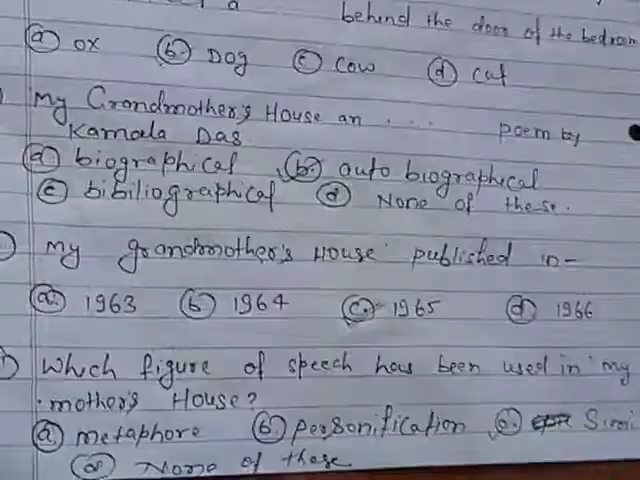 a behind the door of the bedroom
(a) ox (b) Dog (c) cow (d) cat
My Grandmother's House an .... poem by
Kamala Das
(a) biographical (b) auto biographical
(c) bibiliographical (d) None of these.
My grandmother's House published in-
(a) 1963 (b) 1964 (c) 1965 (d) 1966
Which figure of speech has been used in my
mother's House?
(a) metaphore (b) personification (c) Simi
(d) None of these